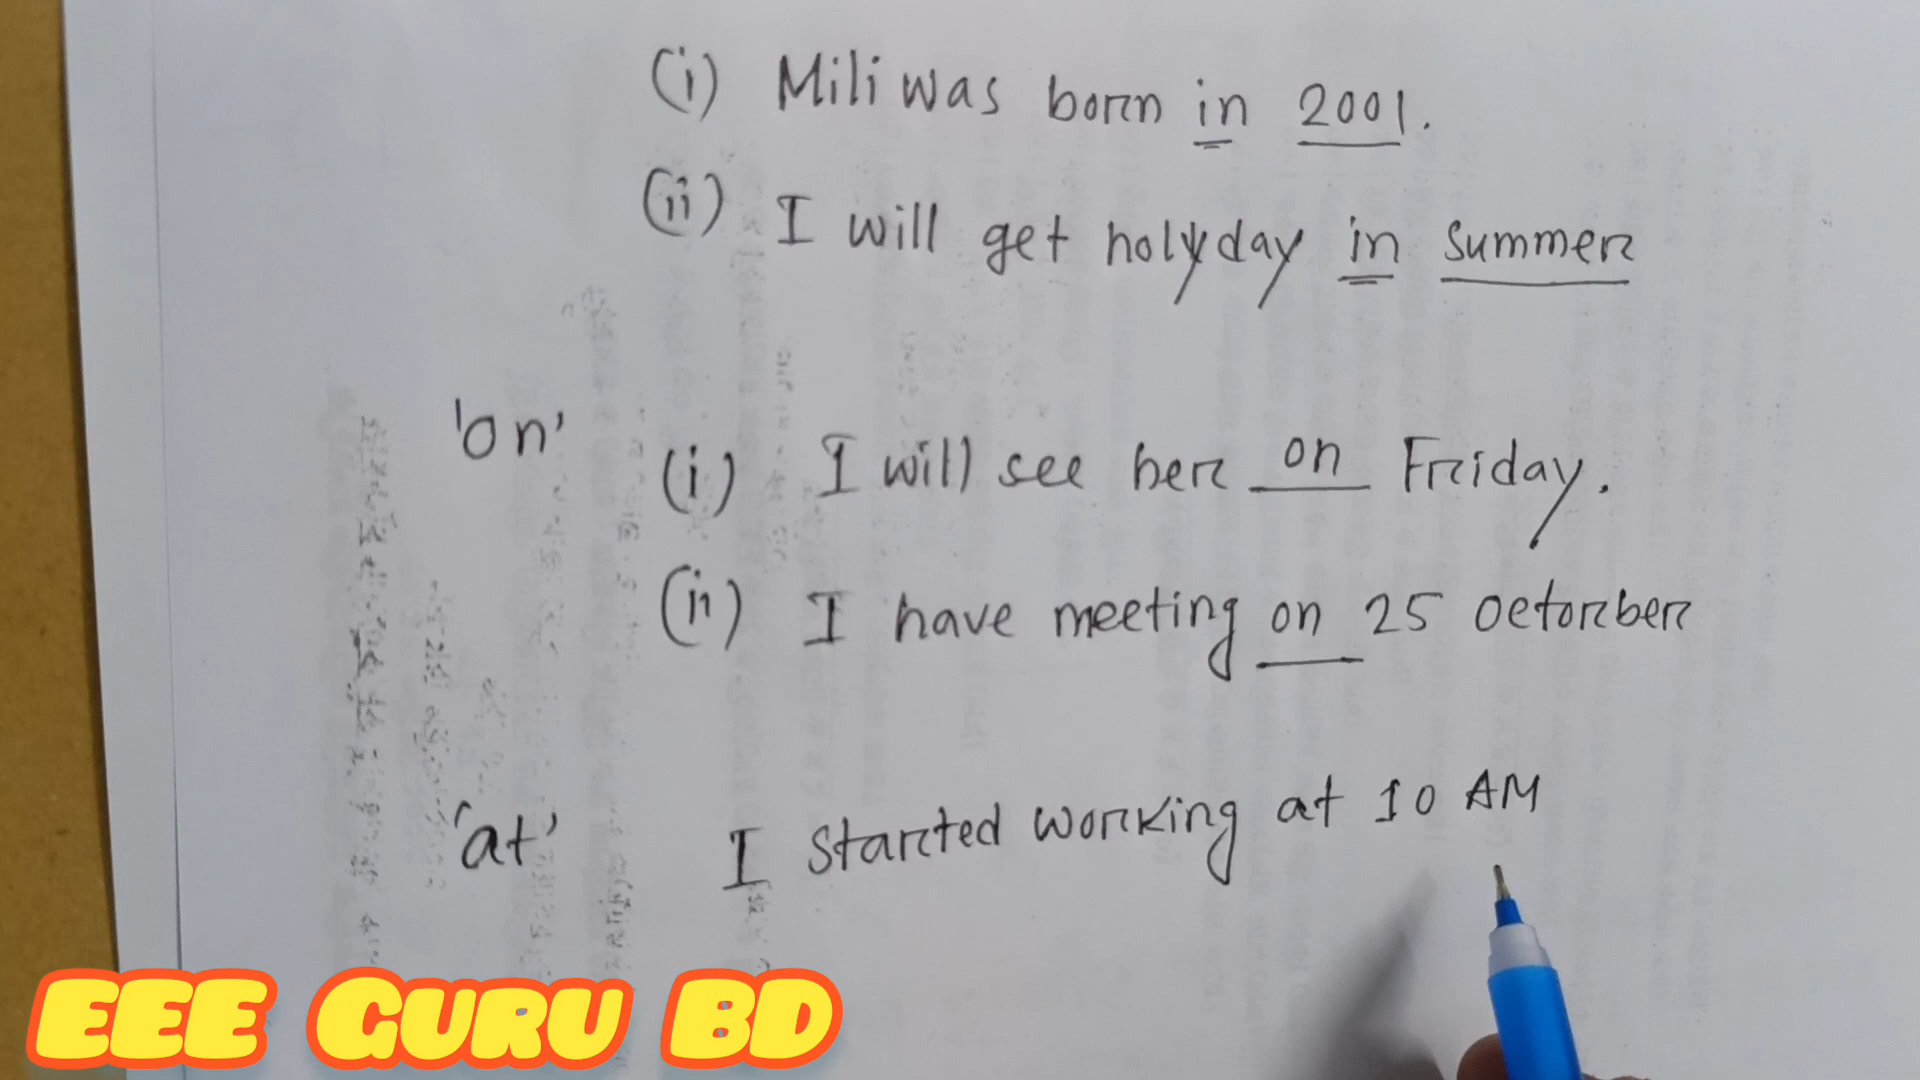 (i) Mili was born in 2001.
(ii) I will get holyday in summer
'on'
(i) I will see her on Friday.
(ii) I have meeting on 25 Oetorber
'at' I started working at 10 AM
EEE GURU BD